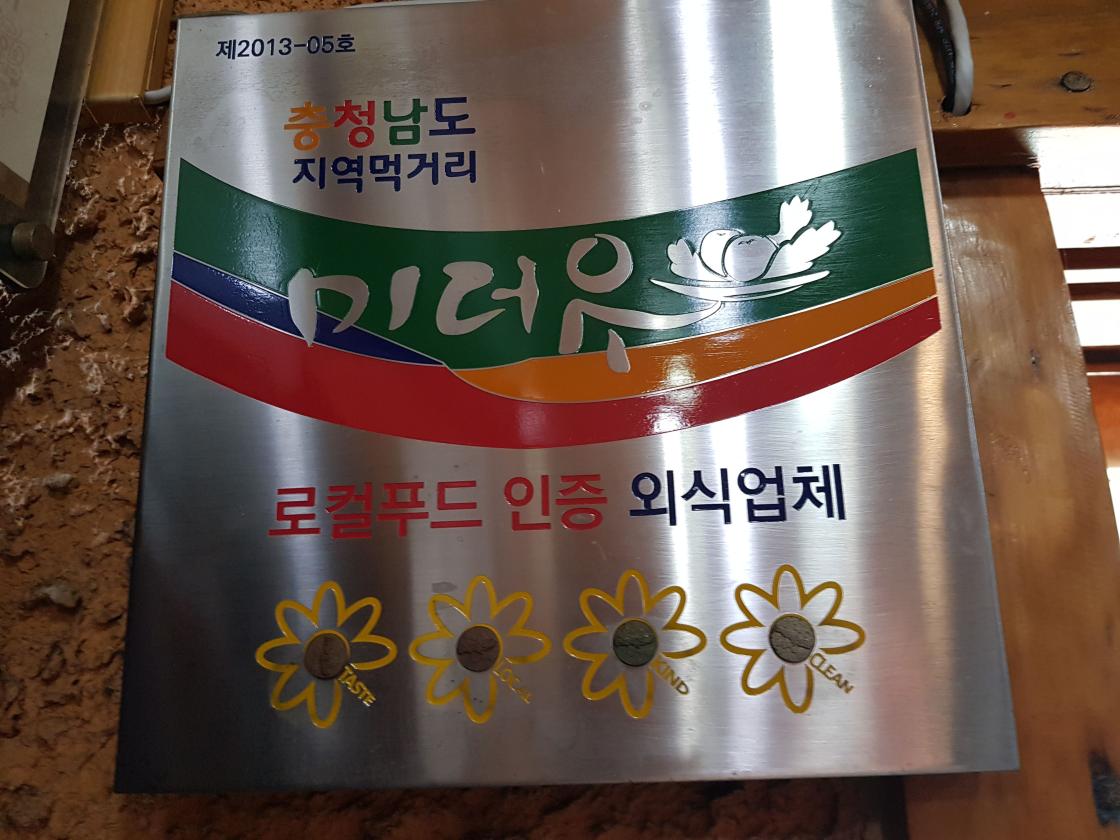 제2013-05호
충청남도
지역먹거리
미더유
로컬푸드 인증 외식업체
TASTE LOCAL KIND CLEAN